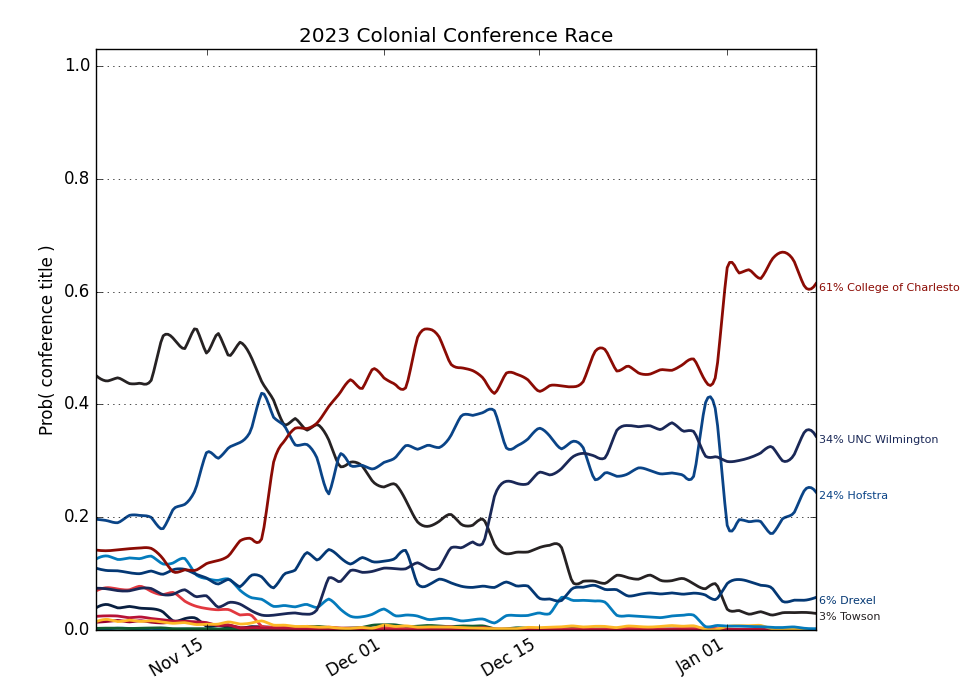 2023 Colonial Conference Race
Prob( conference title )
1.0
0.8
0.6
0.4
0.2
0.0
61% College of Charlesto
34% UNC Wilmington
24% Hofstra
6% Drexel
3% Towson
Nov 15
Dec 01
Dec 15
Jan 01